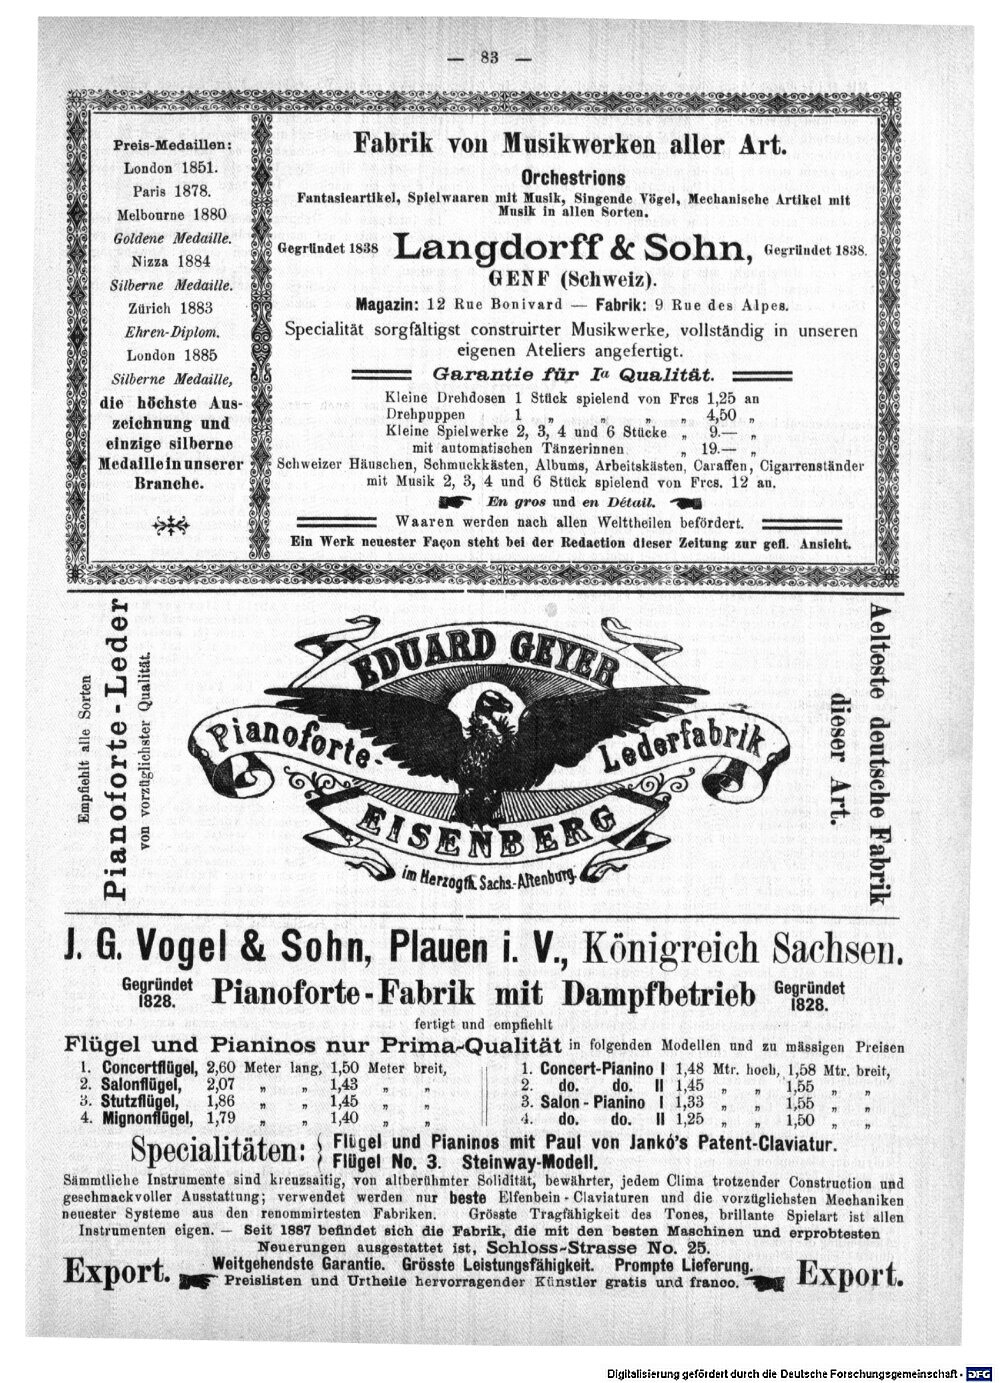 — 83 —
Preis-Medaillen:
London 1851.
Paris 1878.
Melbourne 1880
Goldene Medaille.
Nizza 1884
Silberne Medaille.
Zürich 1883
Ehren-Diplom.
London 1885
Silberne Medaille,
die höchste Aus-
zeichnung und
einzige silberne
Medaille in unserer
Branche.
Fabrik von Musikwerken aller Art.
Orchestrions
Fantasieartikel, Spielwaaren mit Musik, Singende Vögel, Mechanische Artikel mit
Musik in allen Sorten.
Gegründet 1838 Langdorff & Sohn, Gegründet 1838.
GENF (Schweiz).
Magazin: 12 Rue Bonivard — Fabrik: 9 Rue des Alpes.
Specialität sorgfältigst construirter Musikwerke, vollständig in unseren
eigenen Ateliers angefertigt.
Garantie für Ia Qualität.
Kleine Drehdosen 1 Stück spielend von Frcs 1,25 an
Drehpuppen 1 „ „ „ „ 4,50 „
Kleine Spielwerke 2, 3, 4 und 6 Stücke „ 9.— „
mit automatischen Tänzerinnen „ 19.— „
Schweizer Häuschen, Schmuckkästen, Albums, Arbeitskästen, Caraffen, Cigarrenständer
mit Musik 2, 3, 4 und 6 Stück spielend von Frcs. 12 an.
En gros und en Détail.
Waaren werden nach allen Welttheilen befördert.
Ein Werk neuester Façon steht bei der Redaction dieser Zeitung zur gefl. Ansicht.
Empfiehlt alle Sorten
Pianoforte-Leder
von vorzüglichster Qualität.
EDUARD GEYER
Pianoforte-Lederfabrik
EISENBERG
im Herzogth. Sachs.-Altenburg.
Aelteste deutsche Fabrik
dieser Art.
J. G. Vogel & Sohn, Plauen i. V., Königreich Sachsen.
Gegründet 1828. Pianoforte-Fabrik mit Dampfbetrieb Gegründet 1828.
fertigt und empfiehlt
Flügel und Pianinos nur Prima-Qualität in folgenden Modellen und zu mässigen Preisen
1. Concertflügel, 2,60 Meter lang, 1,50 Meter breit,
2. Salonflügel, 2,07 „ „ 1,43 „ „
3. Stutzflügel, 1,86 „ „ 1,45 „ „
4. Mignonflügel, 1,79 „ „ 1,40 „ „
1. Concert-Pianino I 1,48 Mtr. hoch, 1,58 Mtr. breit,
2. do. do. II 1,45 „ „ 1,55 „ „
3. Salon-Pianino I 1,33 „ „ 1,55 „ „
4. do. do. II 1,25 „ „ 1,50 „ „
Specialitäten: { Flügel und Pianinos mit Paul von Jankó's Patent-Claviatur.
Flügel No. 3. Steinway-Modell.
Sämmtliche Instrumente sind kreuzsaitig, von altberühmter Solidität, bewährter, jedem Clima trotzender Construction und
geschmackvoller Ausstattung; verwendet werden nur beste Elfenbein-Claviaturen und die vorzüglichsten Mechaniken
neuester Systeme aus den renommirtesten Fabriken. Grösste Tragfähigkeit des Tones, brillante Spielart ist allen
Instrumenten eigen. — Seit 1887 befindet sich die Fabrik, die mit den besten Maschinen und erprobtesten
Neuerungen ausgestattet ist, Schloss-Strasse No. 25.
Export. Weitgehendste Garantie. Grösste Leistungsfähigkeit. Prompte Lieferung. Export.
Preislisten und Urtheile hervorragender Künstler gratis und franco.
Digitalisierung gefördert durch die Deutsche Forschungsgemeinschaft - DFG